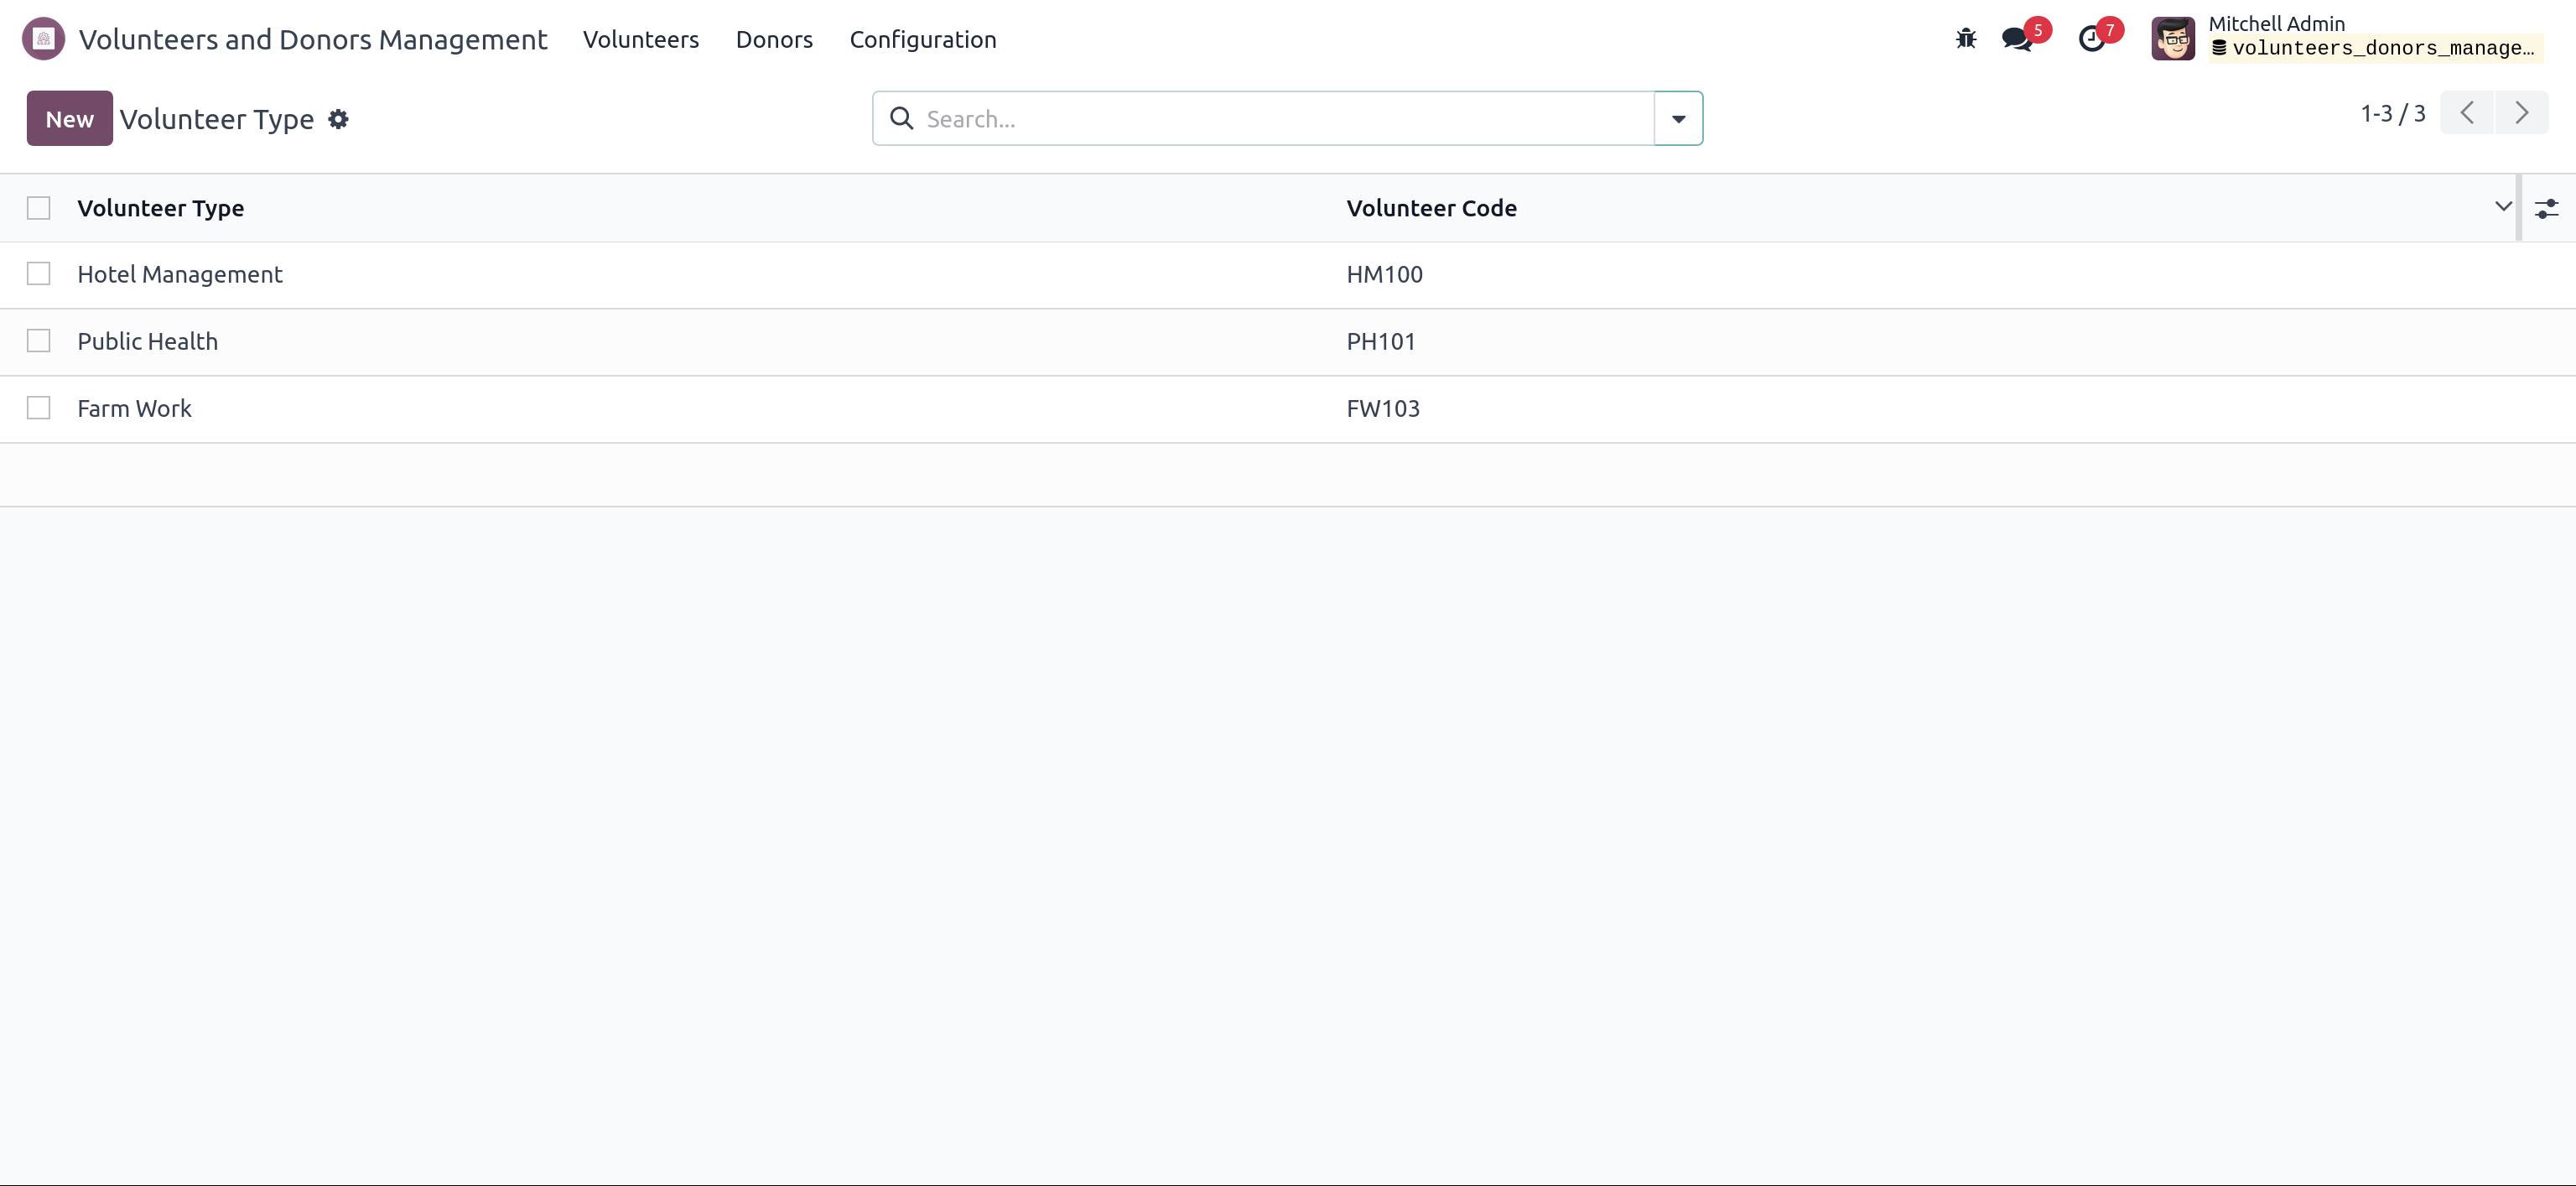 Volunteers and Donors Management Volunteers Donors Configuration 5 7 Mitchell Admin
volunteers_donors_manage...
New Volunteer Type Search... 1-3 / 3
Volunteer Type Volunteer Code
Hotel Management HM100
Public Health PH101
Farm Work FW103